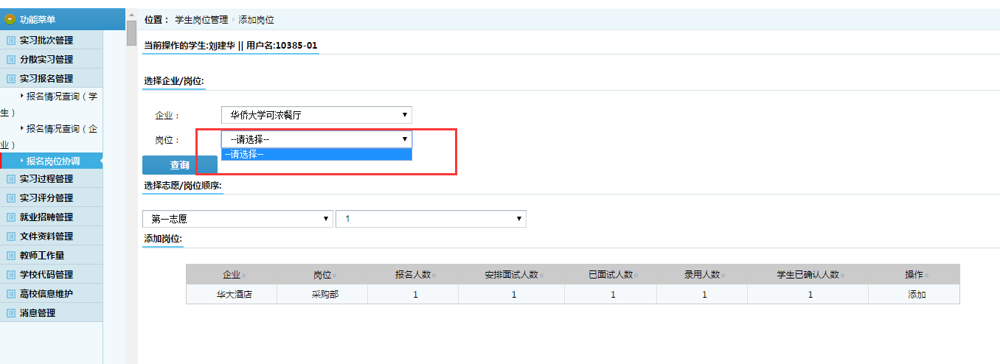 功能菜单
实习批次管理
分散实习管理
实习报名管理
报名情况查询（学
生）
报名情况查询（企
业）
报名岗位协调
实习过程管理
实习评分管理
就业招聘管理
文件资料管理
教师工作量
学校代码管理
高校信息维护
消息管理
位置： 学生岗位管理 › 添加岗位
当前操作的学生:刘建华 || 用户名:10385-01
选择企业/岗位:
企业： 华侨大学可浓餐厅
岗位： --请选择--
--请选择--
查询
选择志愿/岗位顺序:
第一志愿 1
添加岗位:
企业 岗位 报名人数 安排面试人数 已面试人数 录用人数 学生已确认人数 操作
华大酒店 采购部 1 1 1 1 1 添加